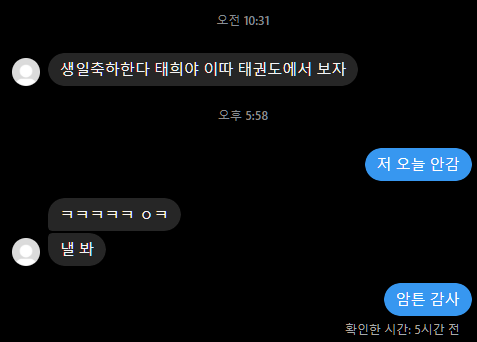 오전 10:31
생일축하한다 태희야 이따 태권도에서 보자
오후 5:58
저 오늘 안감
ㅋㅋㅋㅋㅋ ㅇㅋ
낼 봐
암튼 감사
확인한 시간: 5시간 전